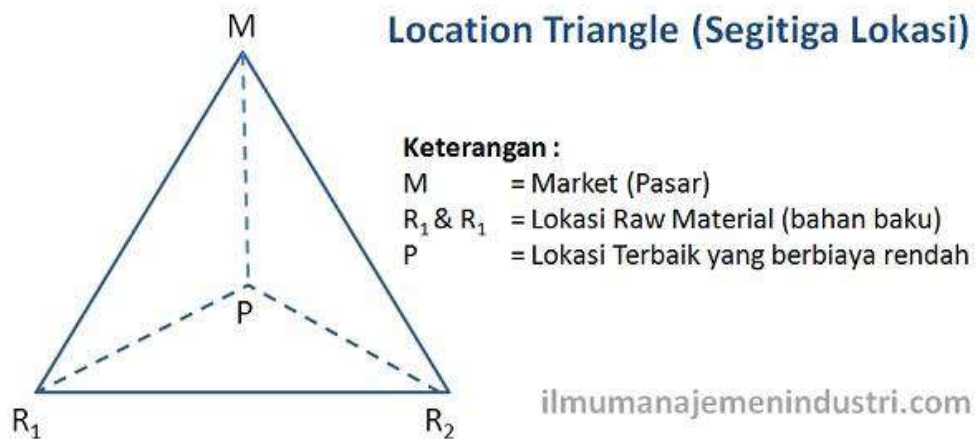 M
Location Triangle (Segitiga Lokasi)
Keterangan :
M = Market (Pasar)
R₁ & R₁ = Lokasi Raw Material (bahan baku)
P = Lokasi Terbaik yang berbiaya rendah
P
R₁
R₂
ilmumanajemenindustri.com